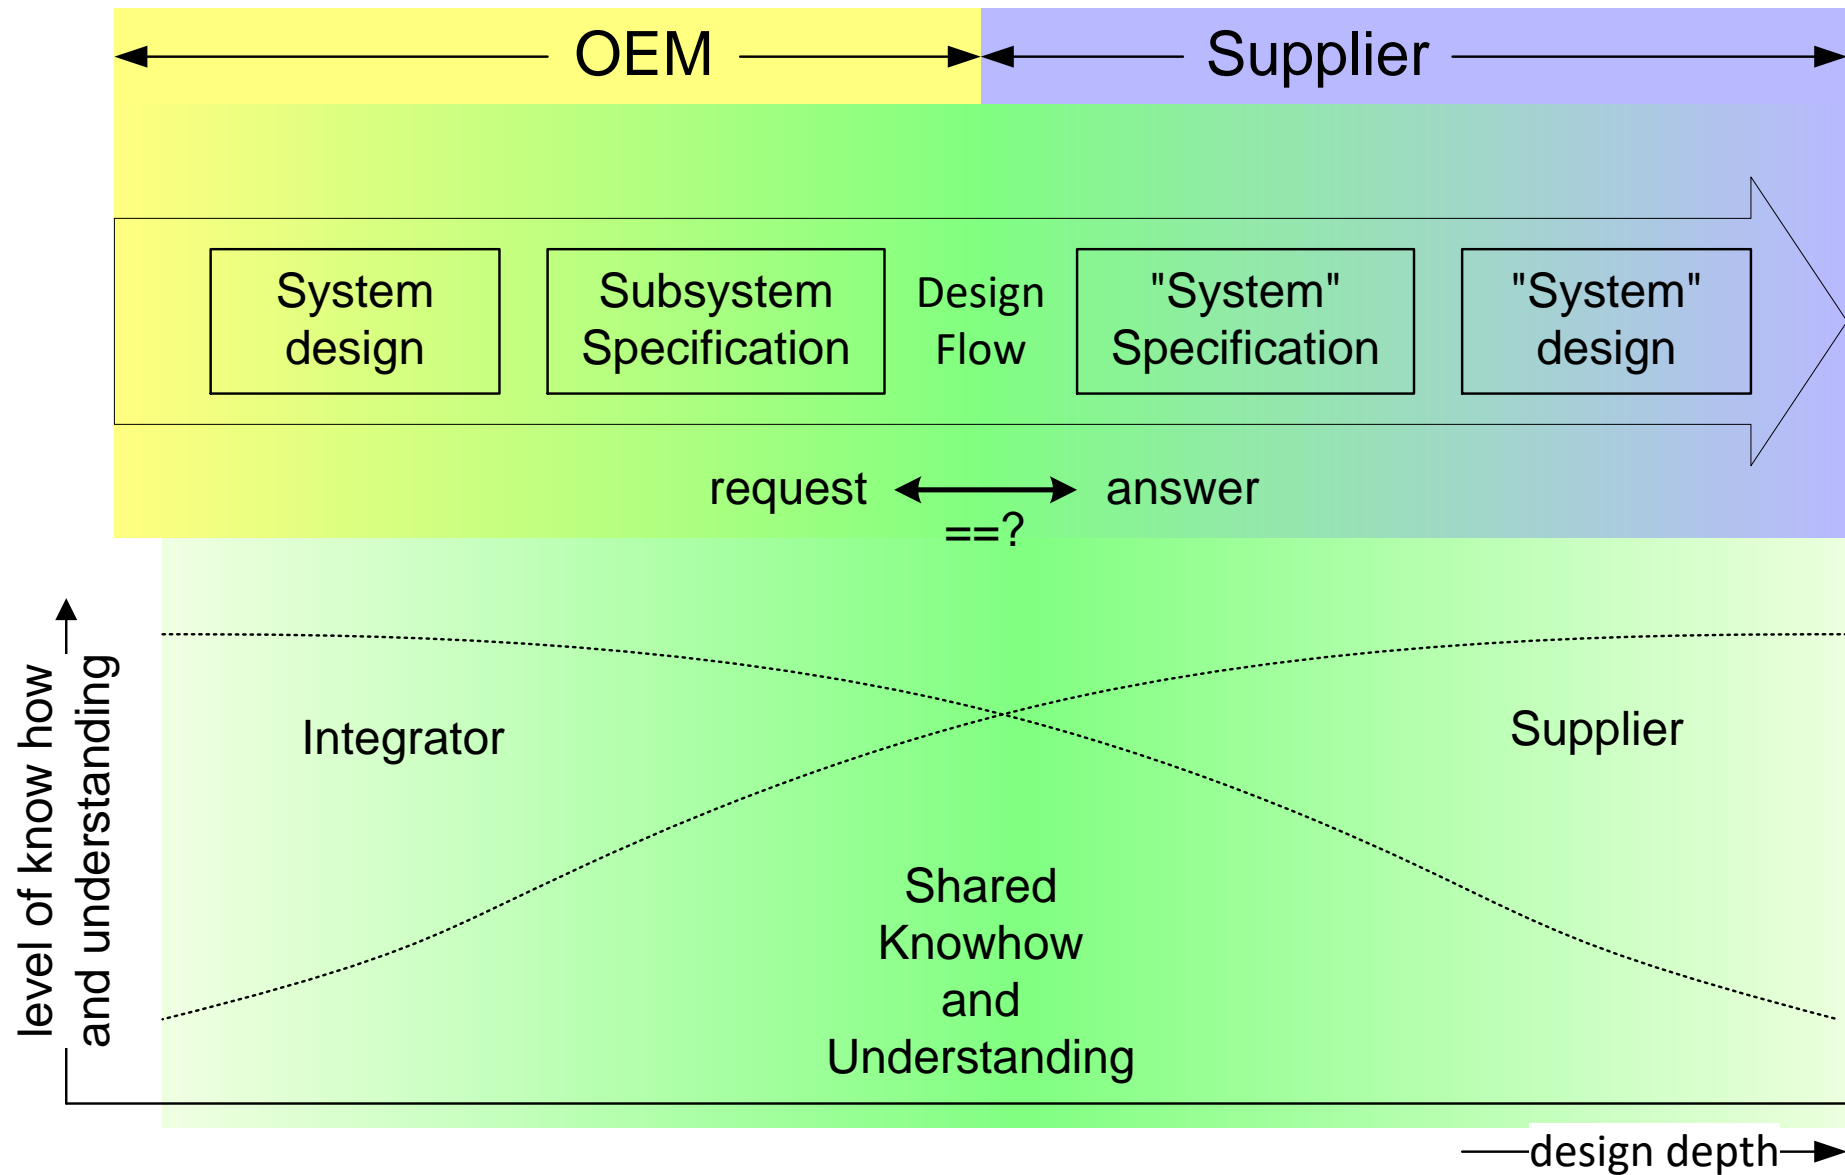 OEM
Supplier
System
design
Subsystem
Specification
Design
Flow
"System"
Specification
"System"
design
request
answer
==?
level of know how
and understanding
Integrator
Supplier
Shared
Knowhow
and
Understanding
design depth